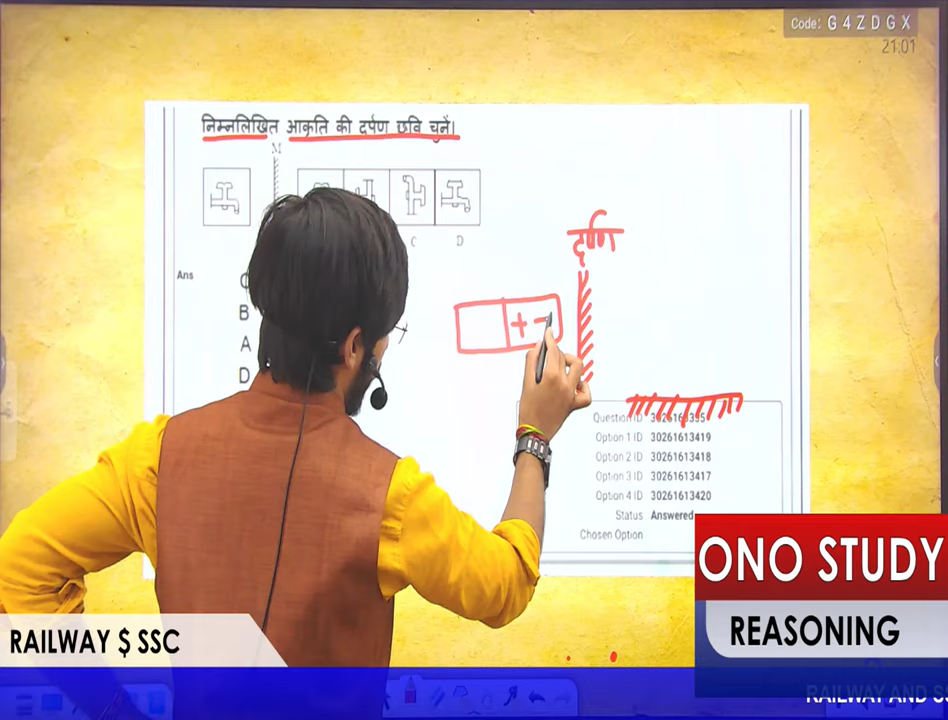 Code: G4ZDGX
21:01
निम्नलिखित आकृति की दर्पण छवि चुनें।
M
C D
Ans
B
A
D
दर्पण
+ -
Question ID
Option 1 ID 30261613419
Option 2 ID 30261613418
Option 3 ID 30261613417
Option 4 ID 30261613420
Status Answered
Chosen Option
ONO STUDY
REASONING
RAILWAY $ SSC
RAILWAY AND